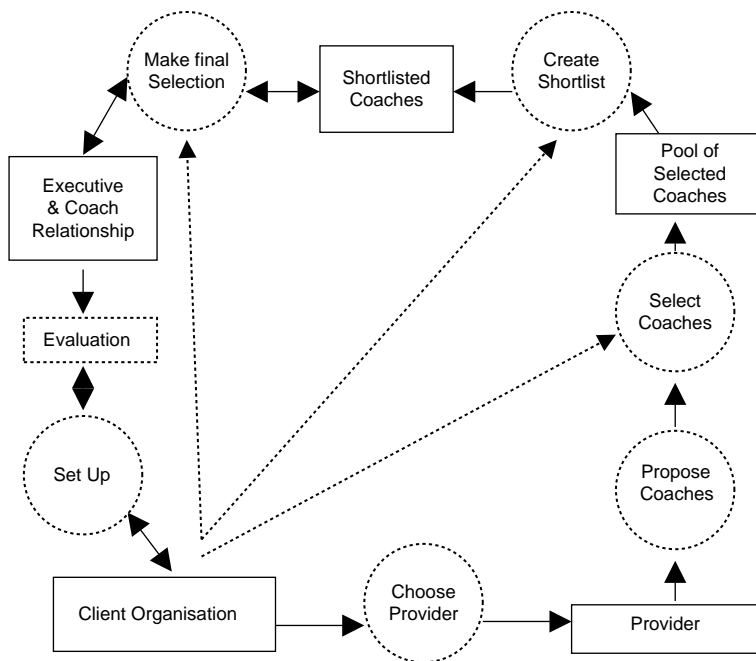 Make final
Selection
Shortlisted
Coaches
Create
Shortlist
Pool of
Selected
Coaches
Executive
& Coach
Relationship
Select
Coaches
Evaluation
Set Up
Propose
Coaches
Client Organisation
Choose
Provider
Provider